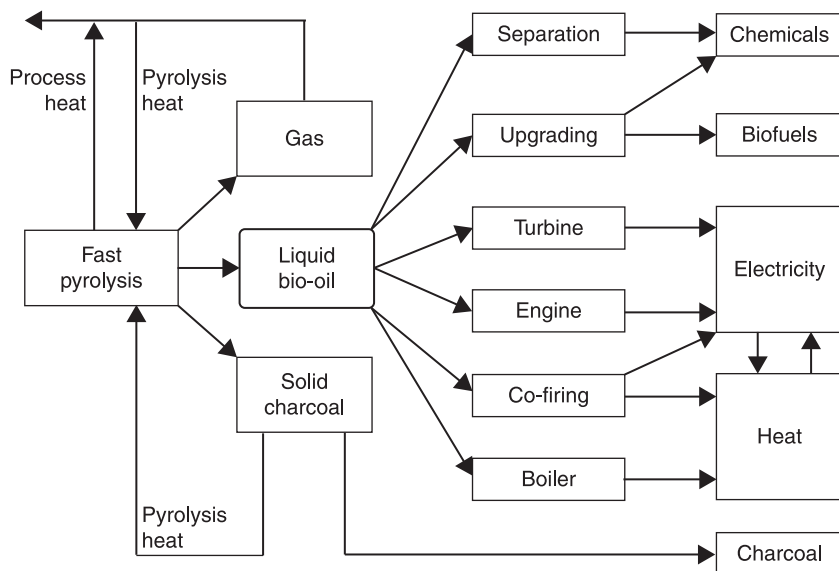 Separation
Chemicals
Process
heat
Pyrolysis
heat
Gas
Upgrading
Biofuels
Fast
pyrolysis
Liquid
bio-oil
Turbine
Electricity
Engine
Solid
charcoal
Co-firing
Heat
Boiler
Pyrolysis
heat
Charcoal